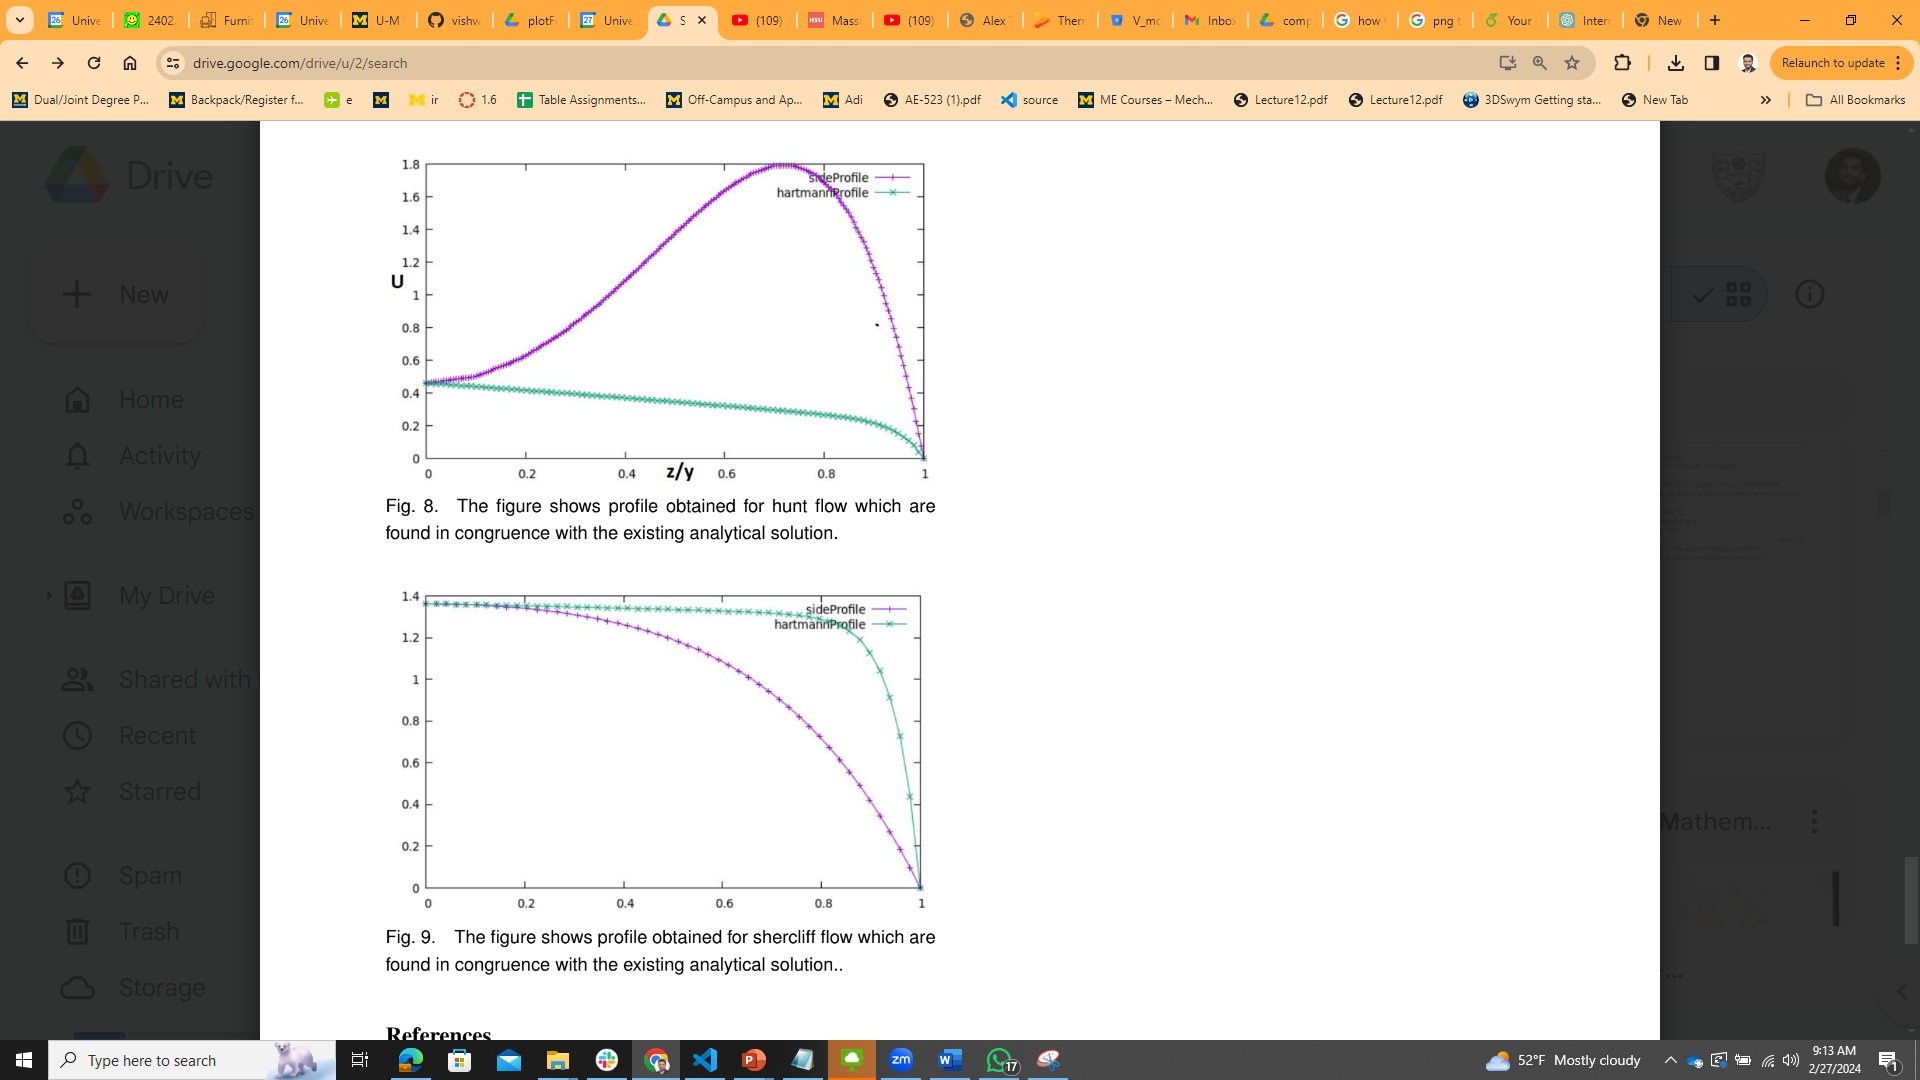 Unive
2402.
Furnit
Unive
U-M
vishw
plotF
Unive
S
(109)
Massi
(109)
Alex
Therm
V_mc
Inbox
comp
how
png t
Your
Inter
New
drive.google.com/drive/u/2/search
Relaunch to update
Dual/Joint Degree P...
Backpack/Register f...
e
ir
1.6
Table Assignments...
Off-Campus and Ap...
Adi
AE-523 (1).pdf
source
ME Courses – Mech...
Lecture12.pdf
Lecture12.pdf
3DSwym Getting sta...
New Tab
All Bookmarks
Drive
New
Home
Activity
Workspaces
My Drive
Shared with
Recent
Starred
Spam
Trash
Storage
1.8
1.6
1.4
1.2
1
0.8
0.6
0.4
0.2
0
U
sideProfile
hartmannProfile
0 0.2 0.4 0.6 0.8 1
z/y
Fig. 8. The figure shows profile obtained for hunt flow which are
found in congruence with the existing analytical solution.
1.4
1.2
1
0.8
0.6
0.4
0.2
0
sideProfile
hartmannProfile
0 0.2 0.4 0.6 0.8 1
Fig. 9. The figure shows profile obtained for shercliff flow which are
found in congruence with the existing analytical solution..
References
Mathem...
Type here to search
zm
17
52°F Mostly cloudy
9:13 AM
2/27/2024
1